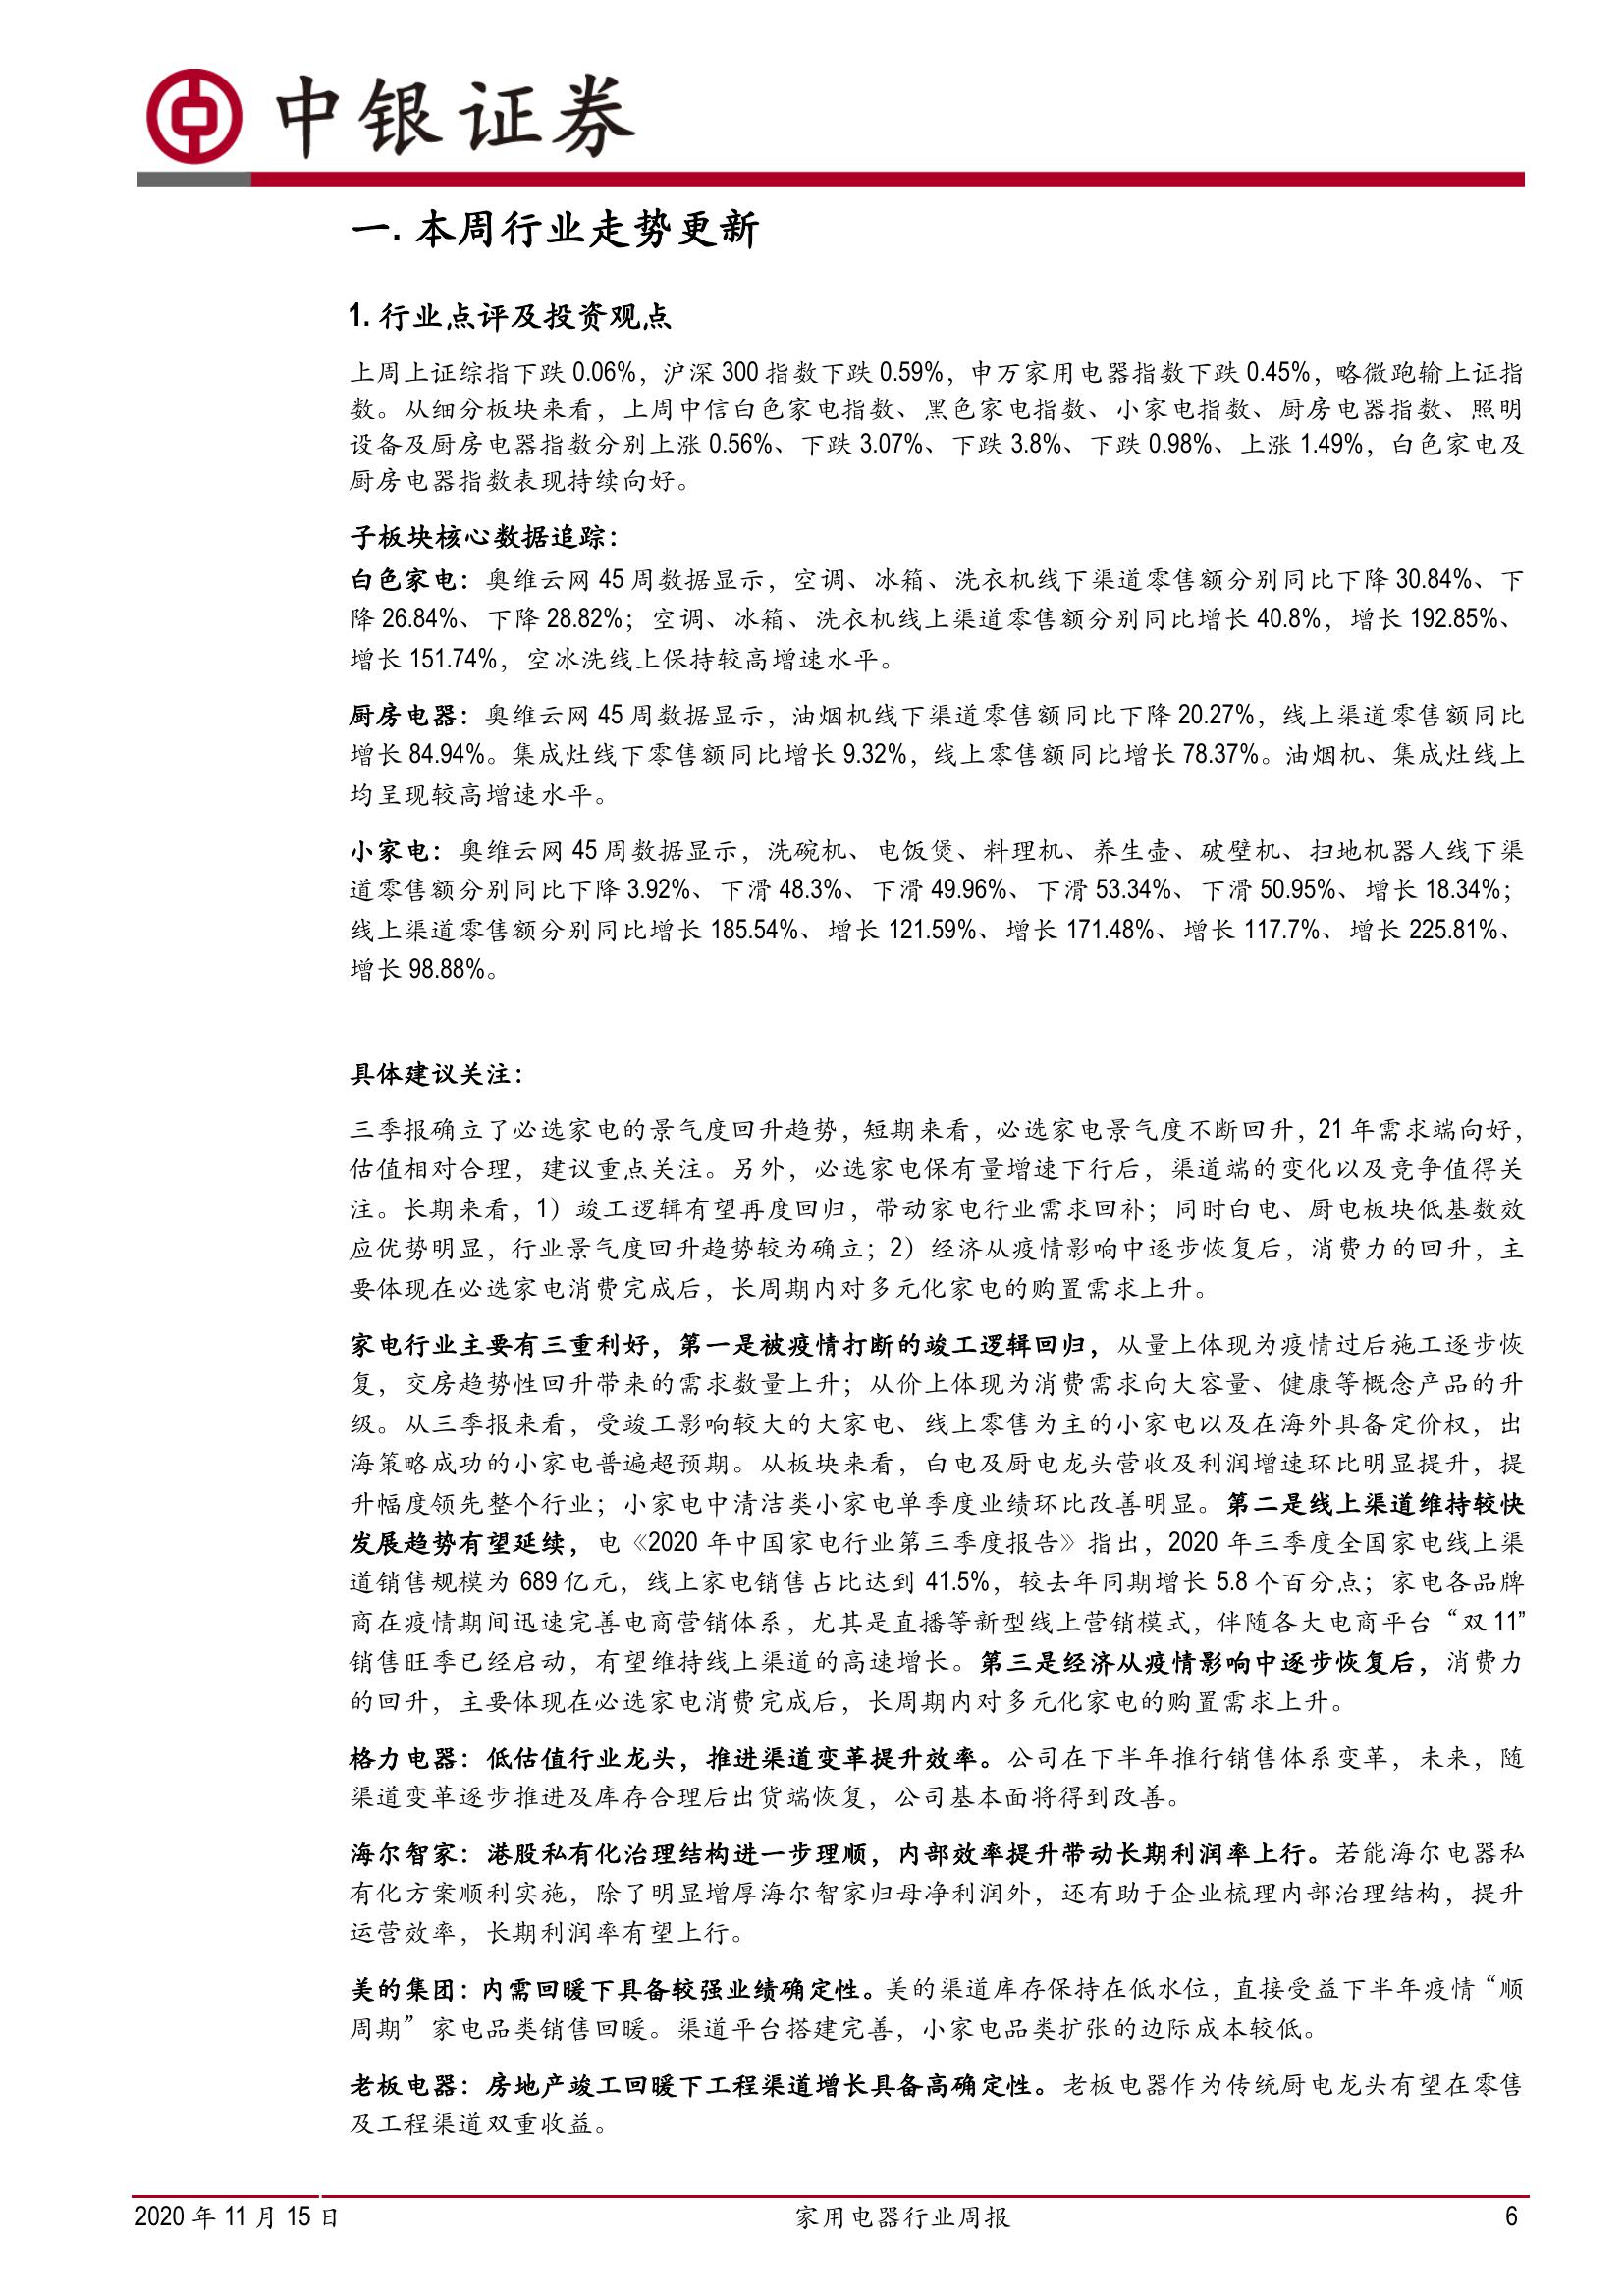 中银证券
一. 本周行业走势更新
1. 行业点评及投资观点
上周上证综指下跌 0.06%，沪深 300 指数下跌 0.59%，申万家用电器指数下跌 0.45%，略微跑输上证指
数。从细分板块来看，上周中信白色家电指数、黑色家电指数、小家电指数、厨房电器指数、照明
设备及厨房电器指数分别上涨 0.56%、下跌 3.07%、下跌 3.8%、下跌 0.98%、上涨 1.49%，白色家电及
厨房电器指数表现持续向好。
子板块核心数据追踪：
白色家电：奥维云网 45 周数据显示，空调、冰箱、洗衣机线下渠道零售额分别同比下降 30.84%、下
降 26.84%、下降 28.82%；空调、冰箱、洗衣机线上渠道零售额分别同比增长 40.8%，增长 192.85%、
增长 151.74%，空冰洗线上保持较高增速水平。
厨房电器：奥维云网 45 周数据显示，油烟机线下渠道零售额同比下降 20.27%，线上渠道零售额同比
增长 84.94%。集成灶线下零售额同比增长 9.32%，线上零售额同比增长 78.37%。油烟机、集成灶线上
均呈现较高增速水平。
小家电：奥维云网 45 周数据显示，洗碗机、电饭煲、料理机、养生壶、破壁机、扫地机器人线下渠
道零售额分别同比下降 3.92%、下滑 48.3%、下滑 49.96%、下滑 53.34%、下滑 50.95%、增长 18.34%；
线上渠道零售额分别同比增长 185.54%、增长 121.59%、增长 171.48%、增长 117.7%、增长 225.81%、
增长 98.88%。
具体建议关注：
三季报确立了必选家电的景气度回升趋势，短期来看，必选家电景气度不断回升，21 年需求端向好，
估值相对合理，建议重点关注。另外，必选家电保有量增速下行后，渠道端的变化以及竞争值得关
注。长期来看，1）竣工逻辑有望再度回归，带动家电行业需求回补；同时白电、厨电板块低基数效
应优势明显，行业景气度回升趋势较为确立；2）经济从疫情影响中逐步恢复后，消费力的回升，主
要体现在必选家电消费完成后，长周期内对多元化家电的购置需求上升。
家电行业主要有三重利好，第一是被疫情打断的竣工逻辑回归，从量上体现为疫情过后施工逐步恢
复，交房趋势性回升带来的需求数量上升；从价上体现为消费需求向大容量、健康等概念产品的升
级。从三季报来看，受竣工影响较大的大家电、线上零售为主的小家电以及在海外具备定价权，出
海策略成功的小家电普遍超预期。从板块来看，白电及厨电龙头营收及利润增速环比明显提升，提
升幅度领先整个行业；小家电中清洁类小家电单季度业绩环比改善明显。第二是线上渠道维持较快
发展趋势有望延续，电《2020 年中国家电行业第三季度报告》指出，2020 年三季度全国家电线上渠
道销售规模为 689 亿元，线上家电销售占比达到 41.5%，较去年同期增长 5.8 个百分点；家电各品牌
商在疫情期间迅速完善电商营销体系，尤其是直播等新型线上营销模式，伴随各大电商平台“双 11”
销售旺季已经启动，有望维持线上渠道的高速增长。第三是经济从疫情影响中逐步恢复后，消费力
的回升，主要体现在必选家电消费完成后，长周期内对多元化家电的购置需求上升。
格力电器：低估值行业龙头，推进渠道变革提升效率。公司在下半年推行销售体系变革，未来，随
渠道变革逐步推进及库存合理后出货端恢复，公司基本面将得到改善。
海尔智家：港股私有化治理结构进一步理顺，内部效率提升带动长期利润率上行。若能海尔电器私
有化方案顺利实施，除了明显增厚海尔智家归母净利润外，还有助于企业梳理内部治理结构，提升
运营效率，长期利润率有望上行。
美的集团：内需回暖下具备较强业绩确定性。美的渠道库存保持在低水位，直接受益下半年疫情“顺
周期”家电品类销售回暖。渠道平台搭建完善，小家电品类扩张的边际成本较低。
老板电器：房地产竣工回暖下工程渠道增长具备高确定性。老板电器作为传统厨电龙头有望在零售
及工程渠道双重收益。
2020 年 11 月 15 日 家用电器行业周报 6